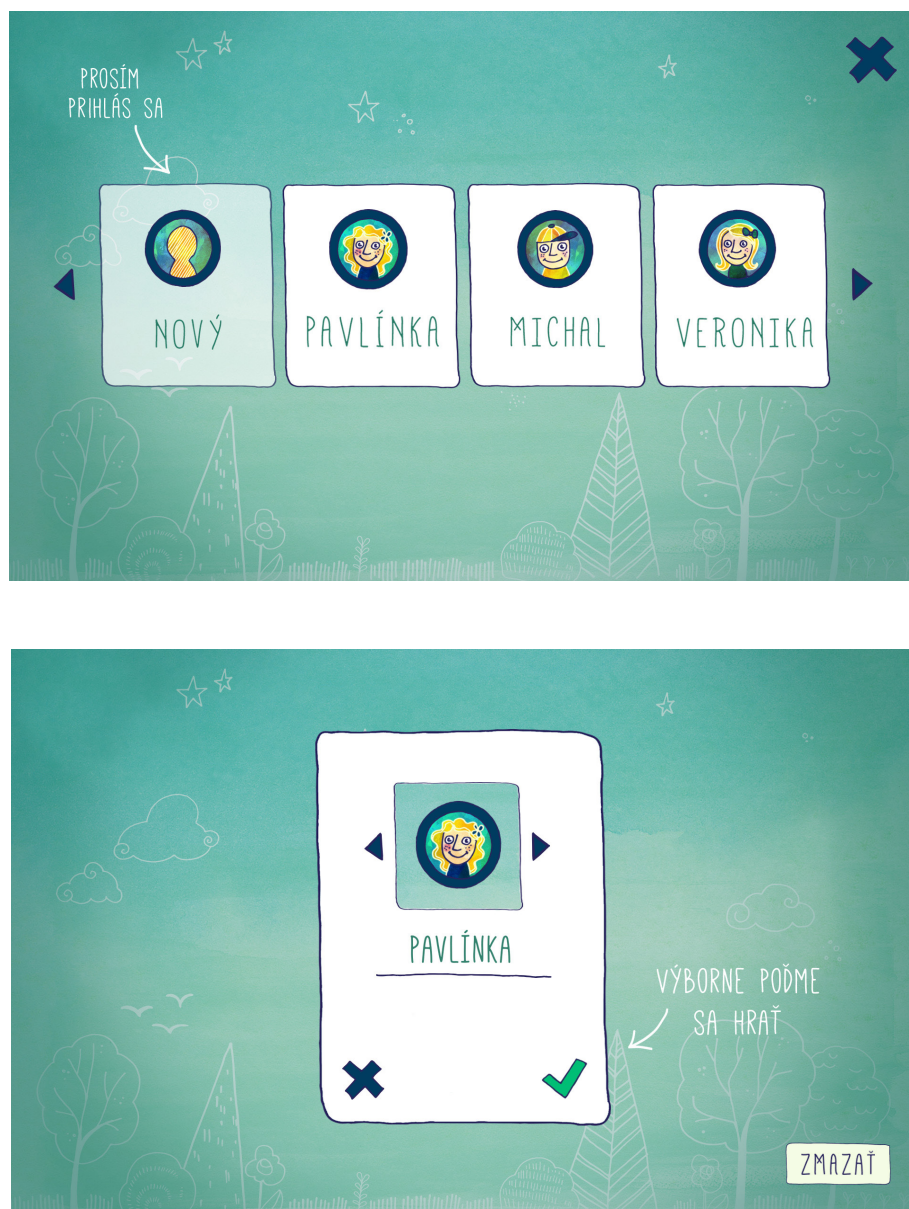 PROSÍM
PRIHLÁS SA
NOVÝ
PAVLÍNKA
MICHAL
VERONIKA
PAVLÍNKA
VÝBORNE POĎME
SA HRAŤ
ZMAZAŤ